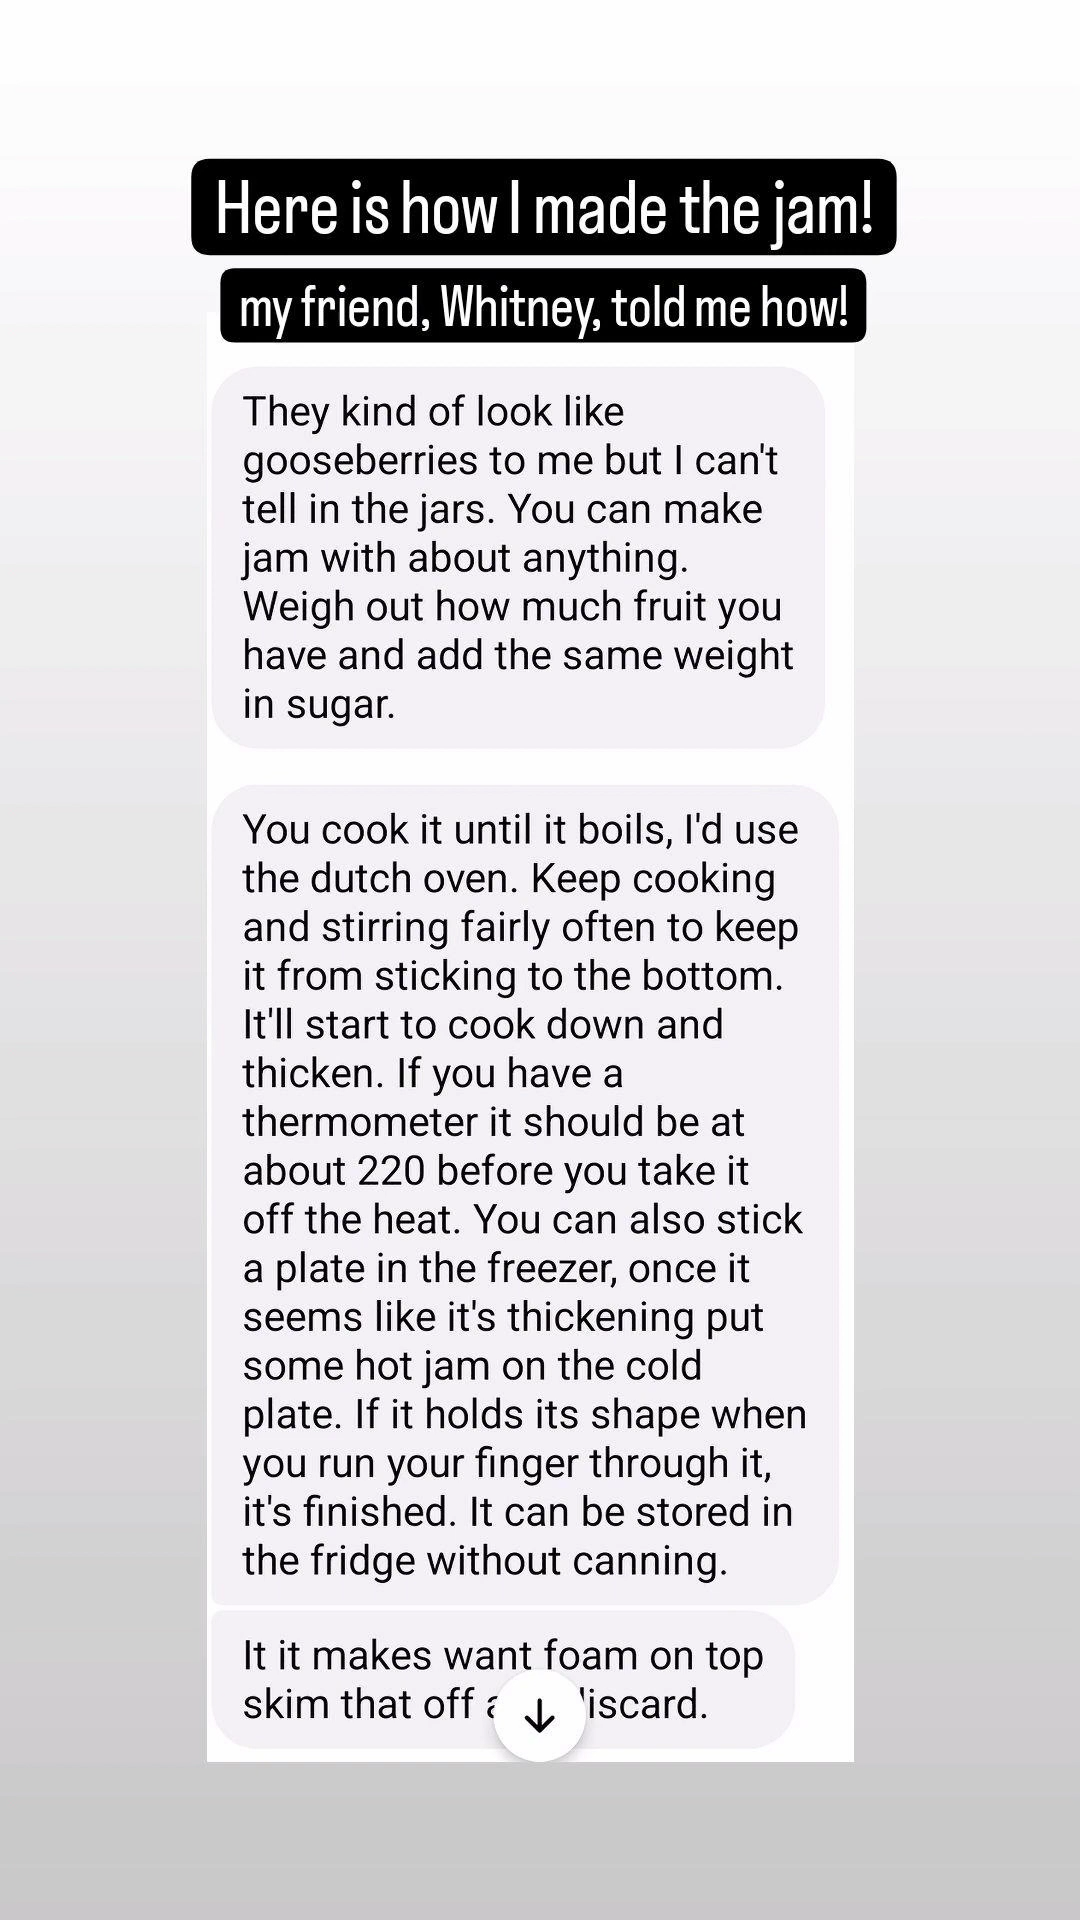 Here is how I made the jam!
my friend, Whitney, told me how!
They kind of look like
gooseberries to me but I can't
tell in the jars. You can make
jam with about anything.
Weigh out how much fruit you
have and add the same weight
in sugar.
You cook it until it boils, I'd use
the dutch oven. Keep cooking
and stirring fairly often to keep
it from sticking to the bottom.
It'll start to cook down and
thicken. If you have a
thermometer it should be at
about 220 before you take it
off the heat. You can also stick
a plate in the freezer, once it
seems like it's thickening put
some hot jam on the cold
plate. If it holds its shape when
you run your finger through it,
it's finished. It can be stored in
the fridge without canning.
It it makes want foam on top
skim that off